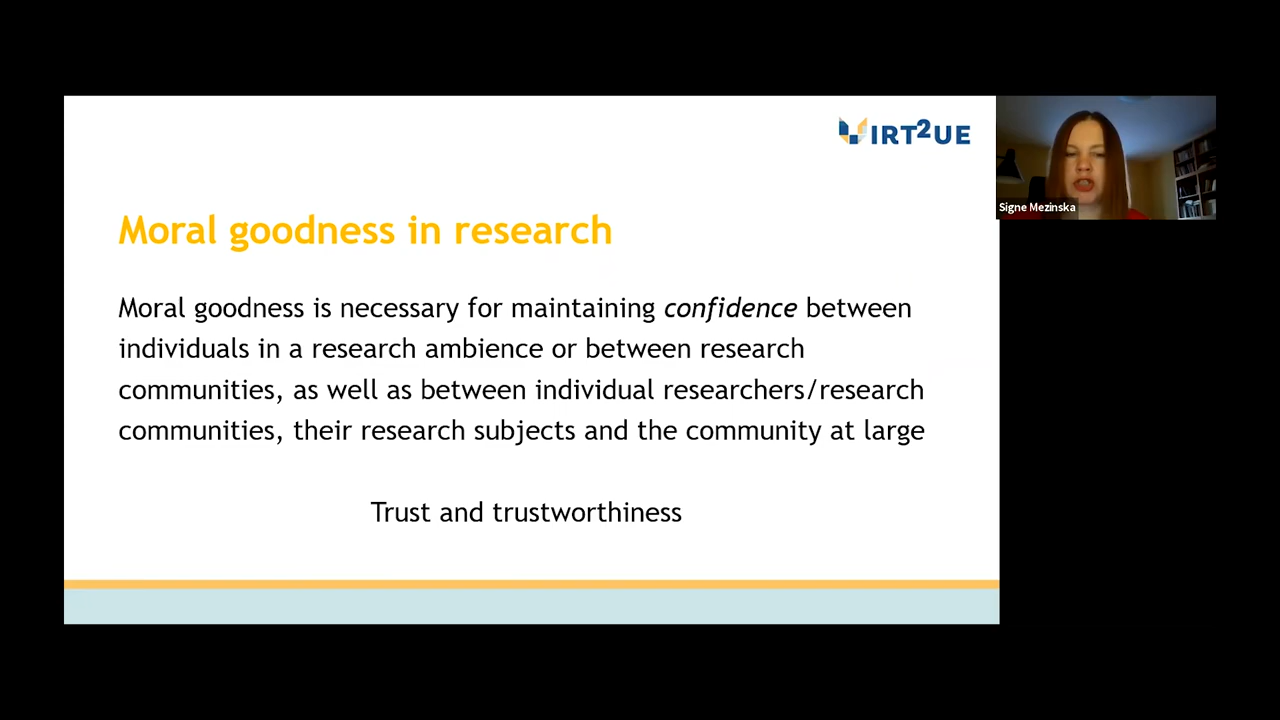 VIRT2UE
Signe Mezinska
Moral goodness in research
Moral goodness is necessary for maintaining confidence between
individuals in a research ambience or between research
communities, as well as between individual researchers/research
communities, their research subjects and the community at large
Trust and trustworthiness